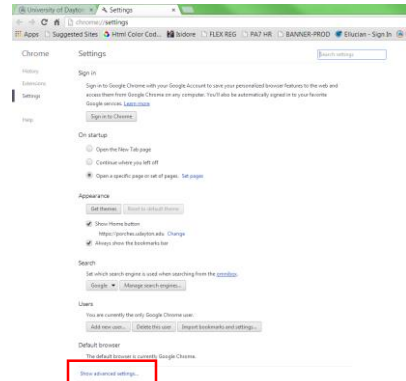 University of Dayton
Settings
chrome://settings
Apps Suggested Sites Html Color Cod... Isidore FLEX REG PA7 HR BANNER-PROD Ellucian - Sign In
Chrome
Settings
Search settings
History
Extensions
Settings
Help
Sign in
Sign in to Google Chrome with your Google Account to save your personalized browser features to the web and
access them from Google Chrome on any computer. You'll also be automatically signed in to your favorite
Google services. Learn more
Sign in to Chrome
On startup
Open the New Tab page
Continue where you left off
Open a specific page or set of pages. Set pages
Appearance
Get themes Reset to default theme
Show Home button
https://porches.udayton.edu Change
Always show the bookmarks bar
Search
Set which search engine is used when searching from the omnibox.
Google Manage search engines...
Users
You are currently the only Google Chrome user.
Add new user... Delete this user Import bookmarks and settings...
Default browser
The default browser is currently Google Chrome.
Show advanced settings...